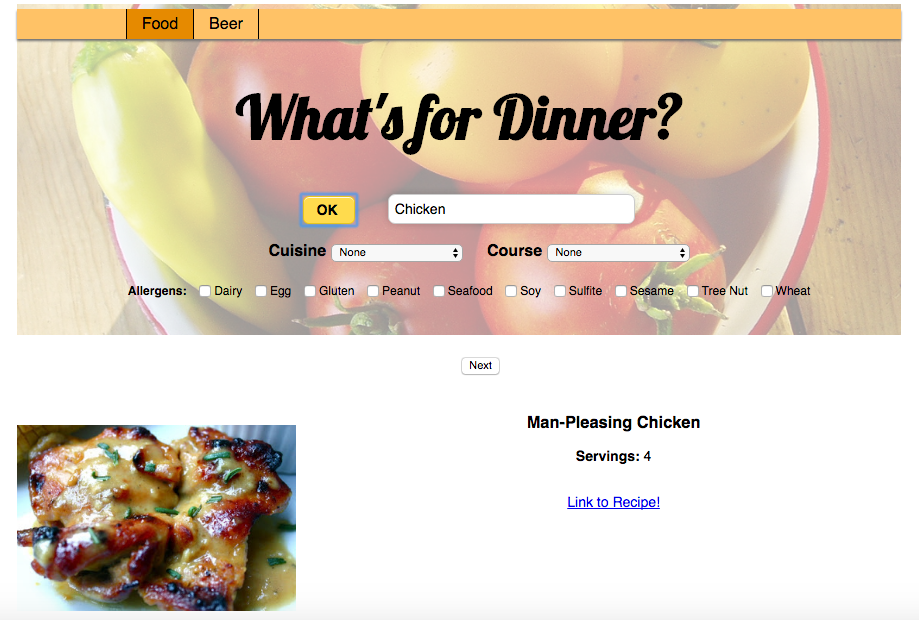 Food Beer
What's for Dinner?
OK Chicken
Cuisine None Course None
Allergens: Dairy Egg Gluten Peanut Seafood Soy Sulfite Sesame Tree Nut Wheat
Next
Man-Pleasing Chicken
Servings: 4
Link to Recipe!